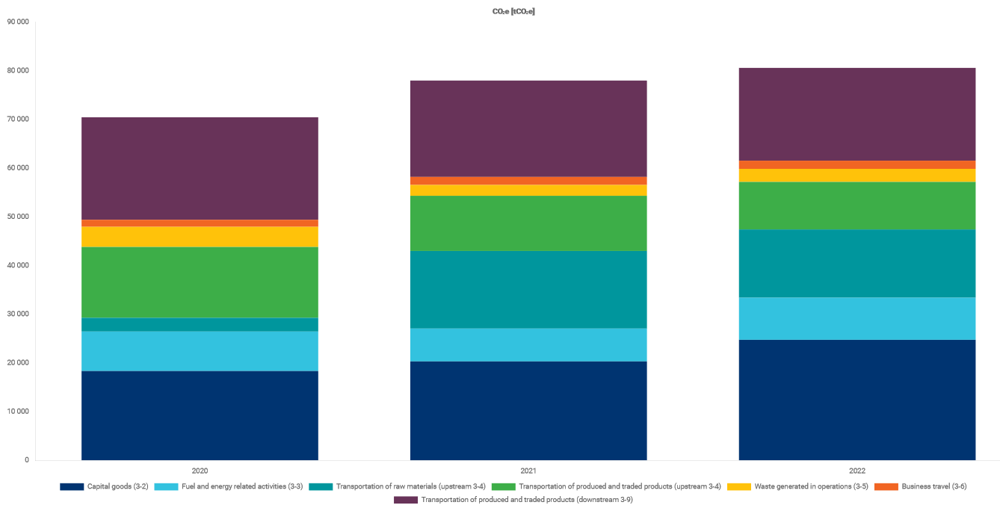 CO₂e [tCO₂e]
90 000
80 000
70 000
60 000
50 000
40 000
30 000
20 000
10 000
0
2020 2021 2022
Capital goods (3-2) Fuel and energy related activities (3-3) Transportation of raw materials (upstream 3-4) Transportation of produced and traded products (upstream 3-4) Waste generated in operations (3-5) Business travel (3-6)
Transportation of produced and traded products (downstream 3-9)